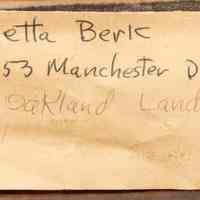 etta Berk
53 Manchester D
Oakland Land